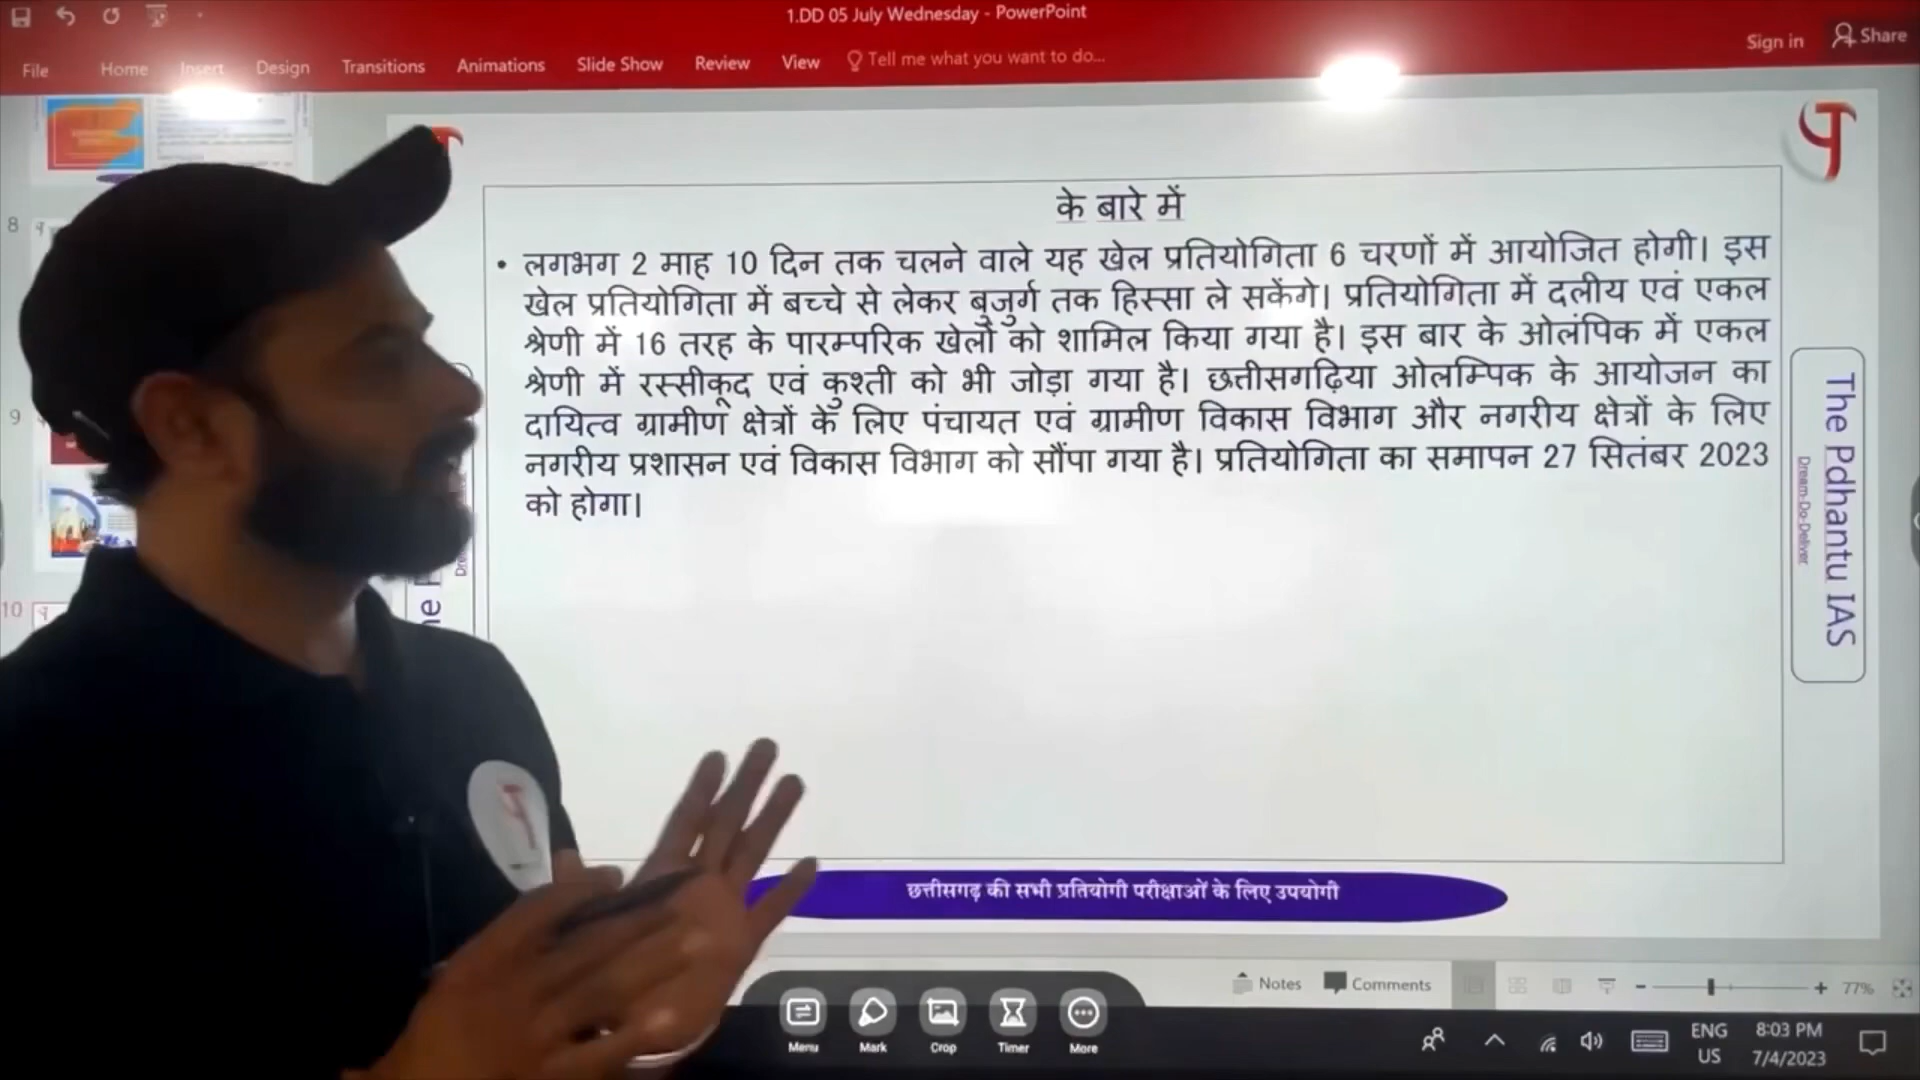 1.DD 05 July Wednesday - PowerPoint
Sign in Share
File Home Insert Design Transitions Animations Slide Show Review View Tell me what you want to do...
के बारे में
• लगभग 2 माह 10 दिन तक चलने वाले यह खेल प्रतियोगिता 6 चरणों में आयोजित होगी। इस
खेल प्रतियोगिता में बच्चे से लेकर बुजुर्ग तक हिस्सा ले सकेंगे। प्रतियोगिता में दलीय एवं एकल
श्रेणी में 16 तरह के पारम्परिक खेलों को शामिल किया गया है। इस बार के ओलंपिक में एकल
श्रेणी में रस्सीकूद एवं कुश्ती को भी जोड़ा गया है। छत्तीसगढ़िया ओलम्पिक के आयोजन का
दायित्व ग्रामीण क्षेत्रों के लिए पंचायत एवं ग्रामीण विकास विभाग और नगरीय क्षेत्रों के लिए
नगरीय प्रशासन एवं विकास विभाग को सौंपा गया है। प्रतियोगिता का समापन 27 सितंबर 2023
को होगा।
8
9
10
The Pdhantu IAS
Dream-Do-Deliver
छत्तीसगढ़ की सभी प्रतियोगी परीक्षाओं के लिए उपयोगी
Notes Comments 77%
Menu Mark Crop Timer More
ENG
US
8:03 PM
7/4/2023